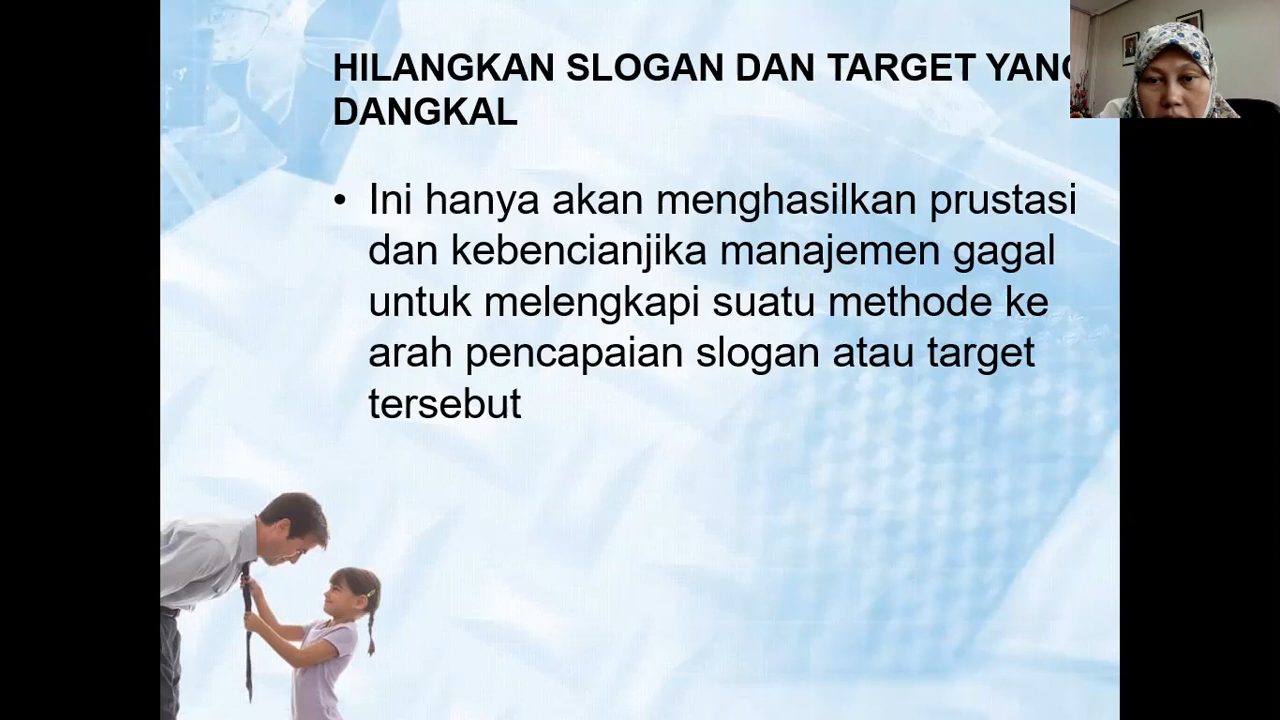 HILANGKAN SLOGAN DAN TARGET YANG
DANGKAL
• Ini hanya akan menghasilkan prustasi
dan kebencianjika manajemen gagal
untuk melengkapi suatu methode ke
arah pencapaian slogan atau target
tersebut